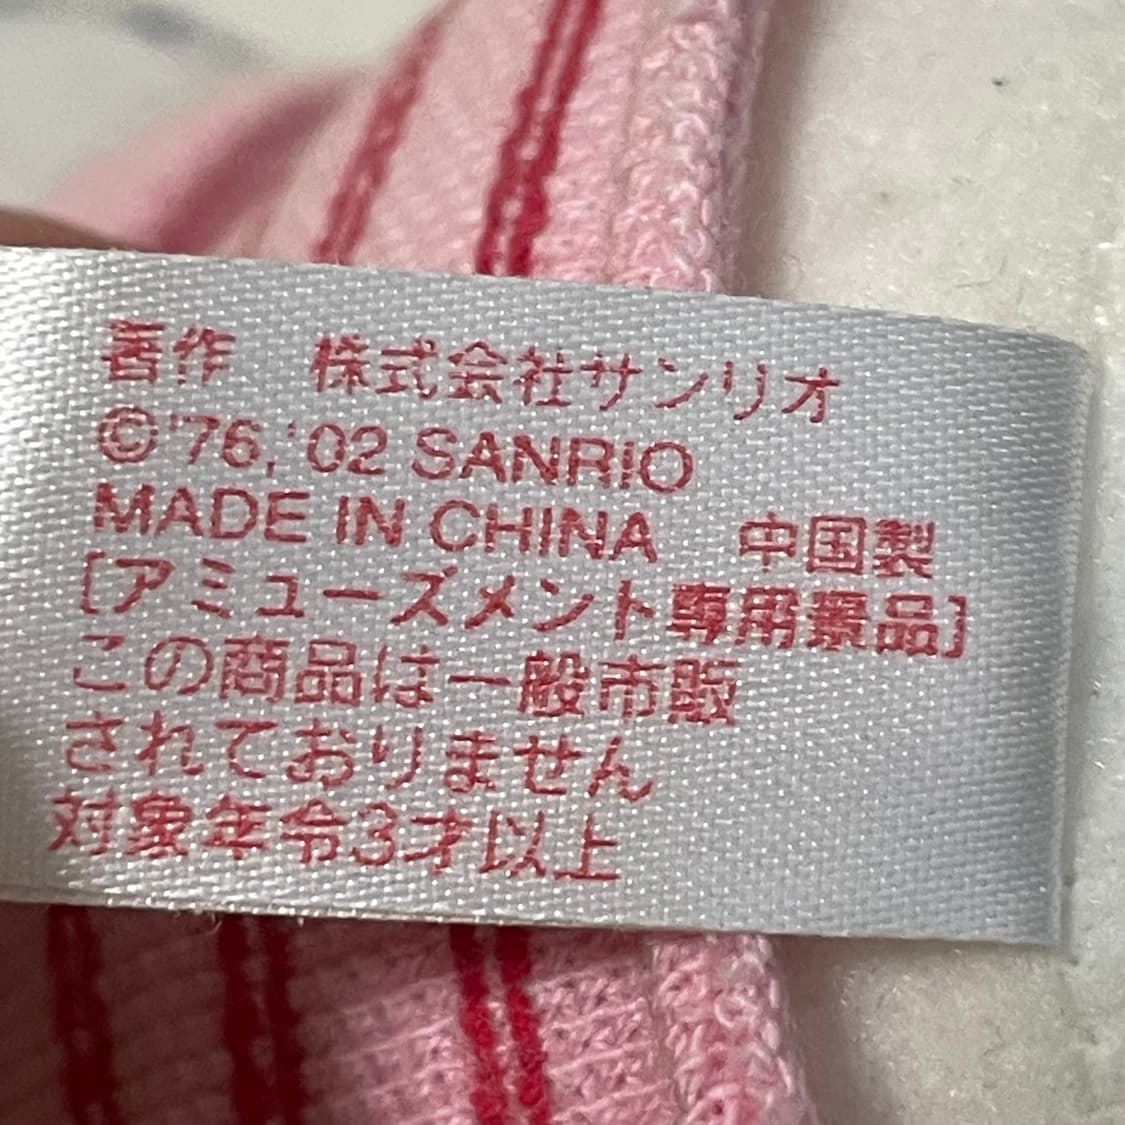 著作　株式会社サンリオ
©'76,'02 SANRIO
MADE IN CHINA　中国製
[アミューズメント専用景品]
この商品は一般市販
されておりません
対象年令3才以上